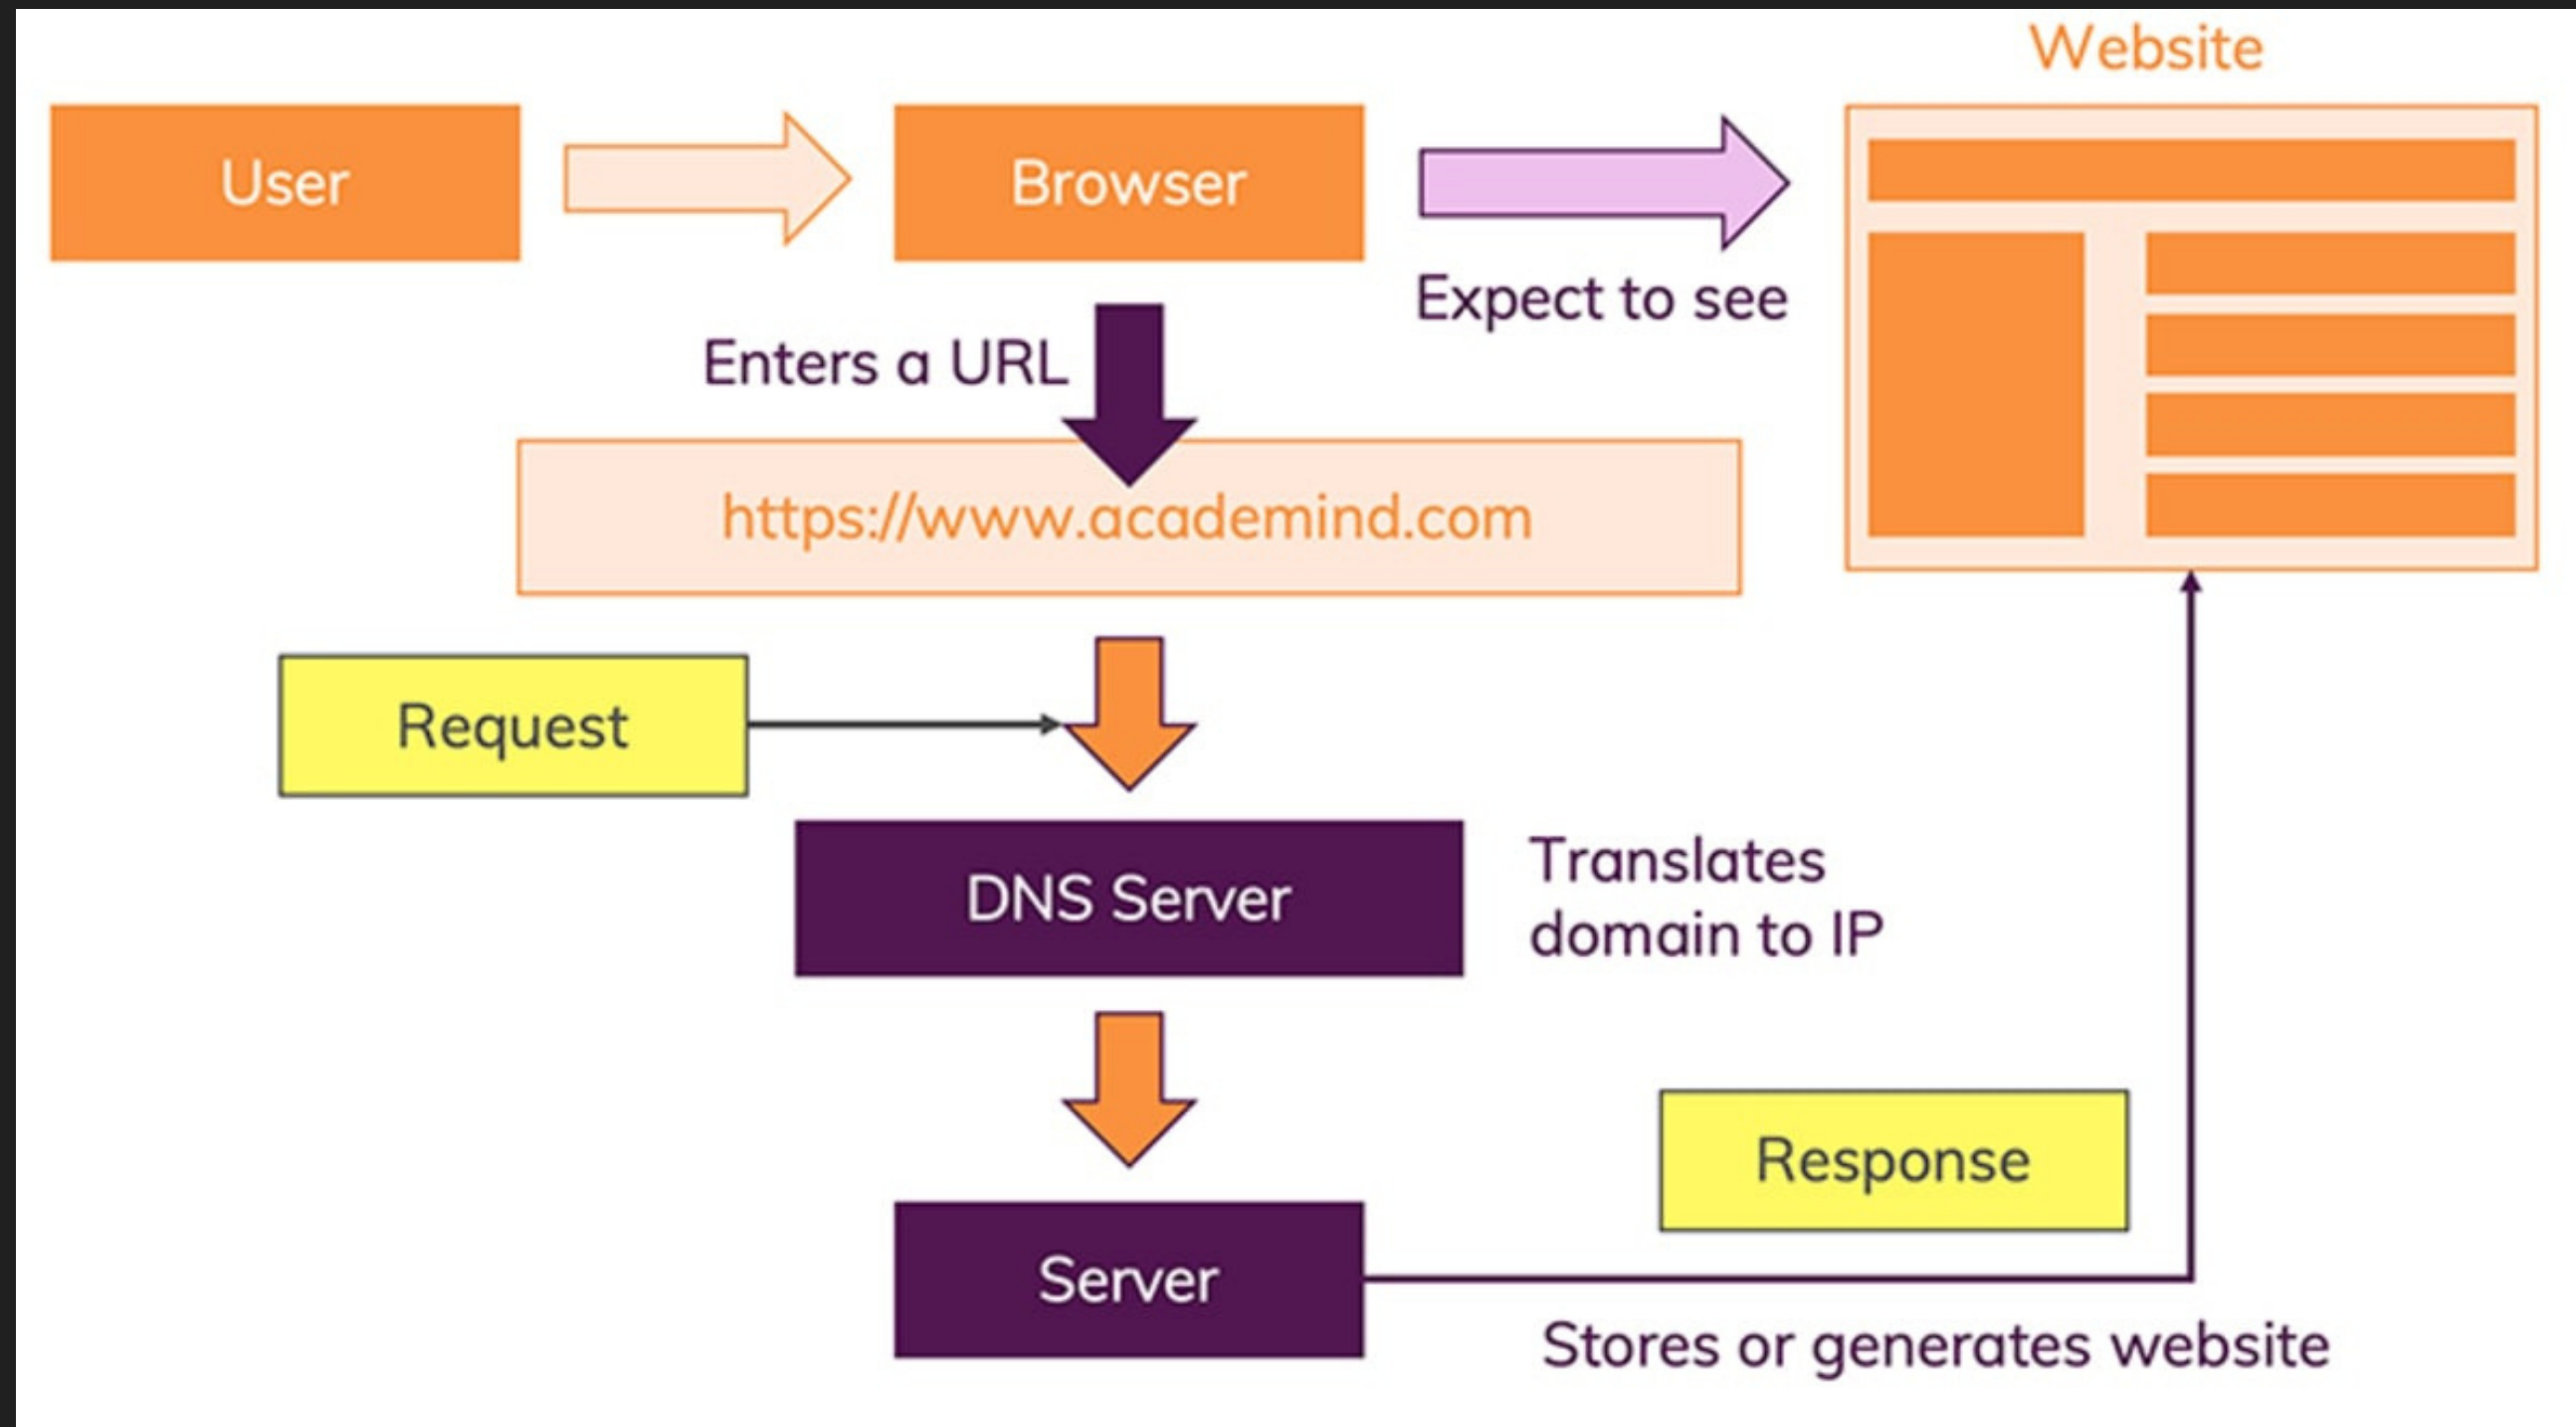 Website
User
Browser
Expect to see
Enters a URL
https://www.academind.com
Request
DNS Server
Translates
domain to IP
Response
Server
Stores or generates website